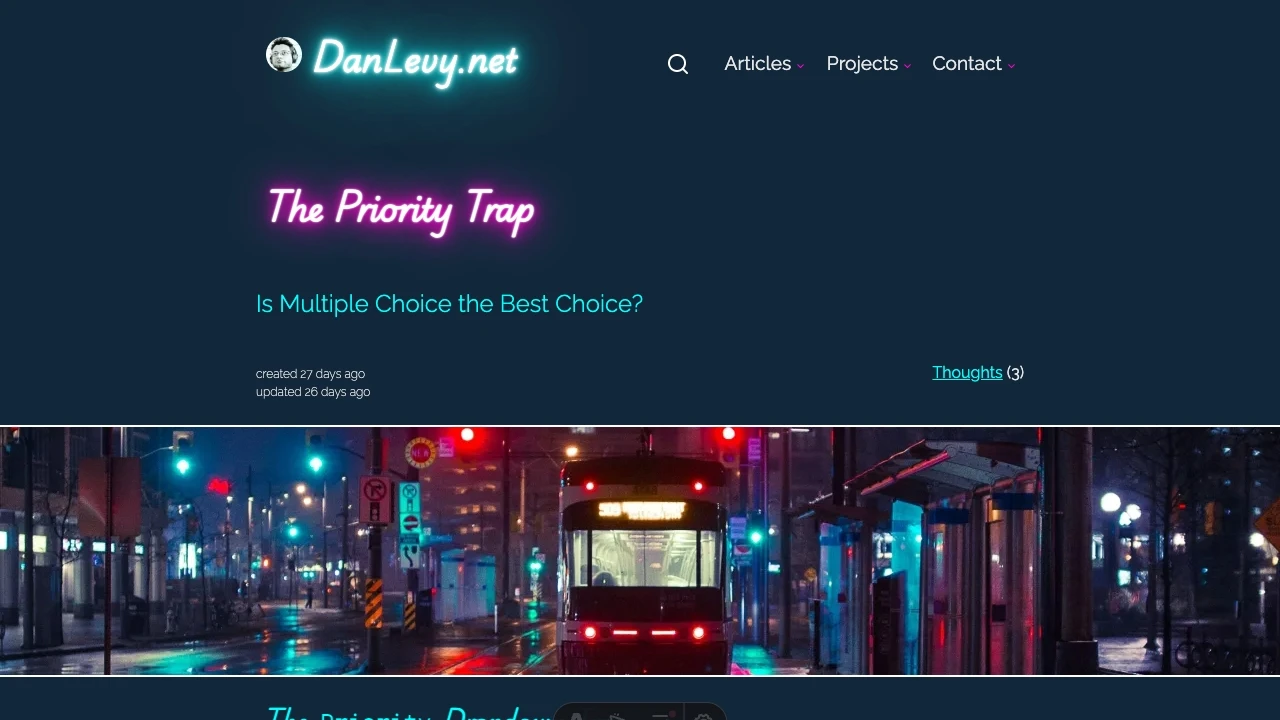 DanLevy.net
Articles
Projects
Contact
The Priority Trap
Is Multiple Choice the Best Choice?
created 27 days ago
updated 26 days ago
Thoughts (3)
NEW
The Priority